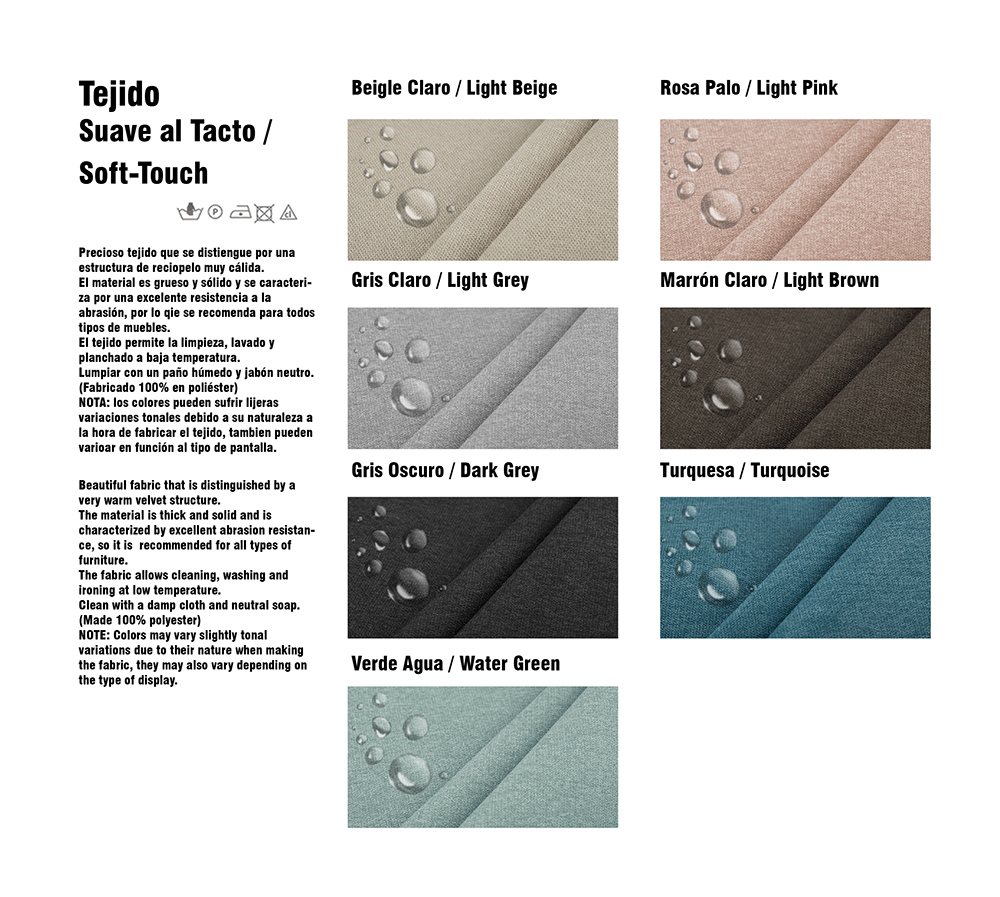 Tejido
Suave al Tacto /
Soft-Touch
P
cl
Precioso tejido que se distiengue por una
estructura de reciopelo muy cálida.
El material es grueso y sólido y se caracteri-
za por una excelente resistencia a la
abrasión, por lo qie se recomenda para todos
tipos de muebles.
El tejido permite la limpieza, lavado y
planchado a baja temperatura.
Lumpiar con un paño húmedo y jabón neutro.
(Fabricado 100% en poliéster)
NOTA: los colores pueden sufrir lijeras
variaciones tonales debido a su naturaleza a
la hora de fabricar el tejido, tambien pueden
varioar en función al tipo de pantalla.
Beautiful fabric that is distinguished by a
very warm velvet structure.
The material is thick and solid and is
characterized by excellent abrasion resistan-
ce, so it is  recommended for all types of
furniture.
The fabric allows cleaning, washing and
ironing at low temperature.
Clean with a damp cloth and neutral soap.
(Made 100% polyester)
NOTE: Colors may vary slightly tonal
variations due to their nature when making
the fabric, they may also vary depending on
the type of display.
Beigle Claro / Light Beige
Rosa Palo / Light Pink
Gris Claro / Light Grey
Marrón Claro / Light Brown
Gris Oscuro / Dark Grey
Turquesa / Turquoise
Verde Agua / Water Green